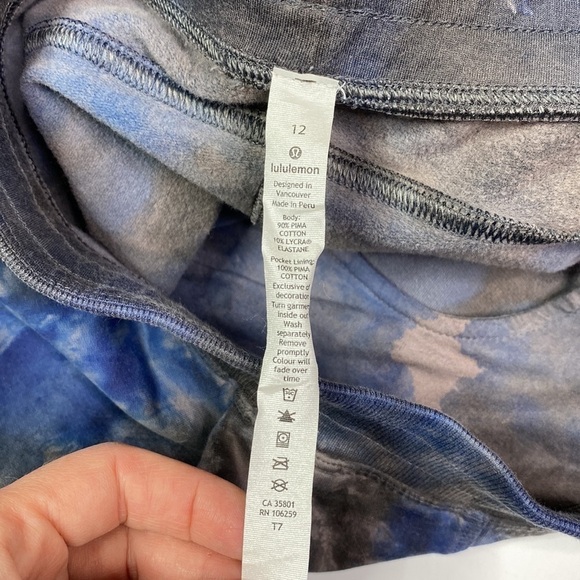 12
lululemon
Designed in
Vancouver
Made in Peru
Body:
90% PIMA
COTTON
10% LYCRA®
ELASTANE
Pocket Lining:
100% PIMA
COTTON
Exclusive of
decoration
Turn garment
inside out
Wash
separately
Remove
promptly
Colour will
fade over
time
CA 35801
RN 106259
T7